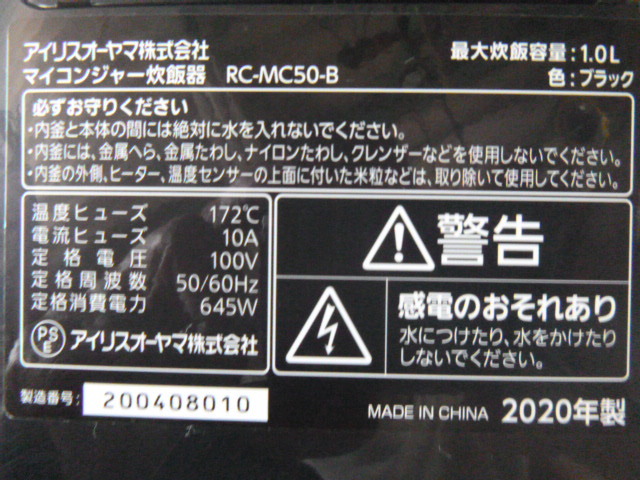 アイリスオーヤマ株式会社
最大炊飯容量:1.0L
マイコンジャー炊飯器 RC-MC50-B
色:ブラック
必ずお守りください
・内釜と本体の間には絶対に水を入れないでください。
・内釜には、金属へら、金属たわし、ナイロンたわし、クレンザーなどを使用しないでください。
・内釜の外側、ヒーター、温度センサーの上面に付いた米粒などは、取り除いて使用してください。
温度ヒューズ 172℃
電流ヒューズ 10A
定格電圧 100V
定格周波数 50/60Hz
定格消費電力 645W
PSE アイリスオーヤマ株式会社
警告
感電のおそれあり
水につけたり、水をかけたり
しないでください。
製造番号: 200408010
MADE IN CHINA 2020年製